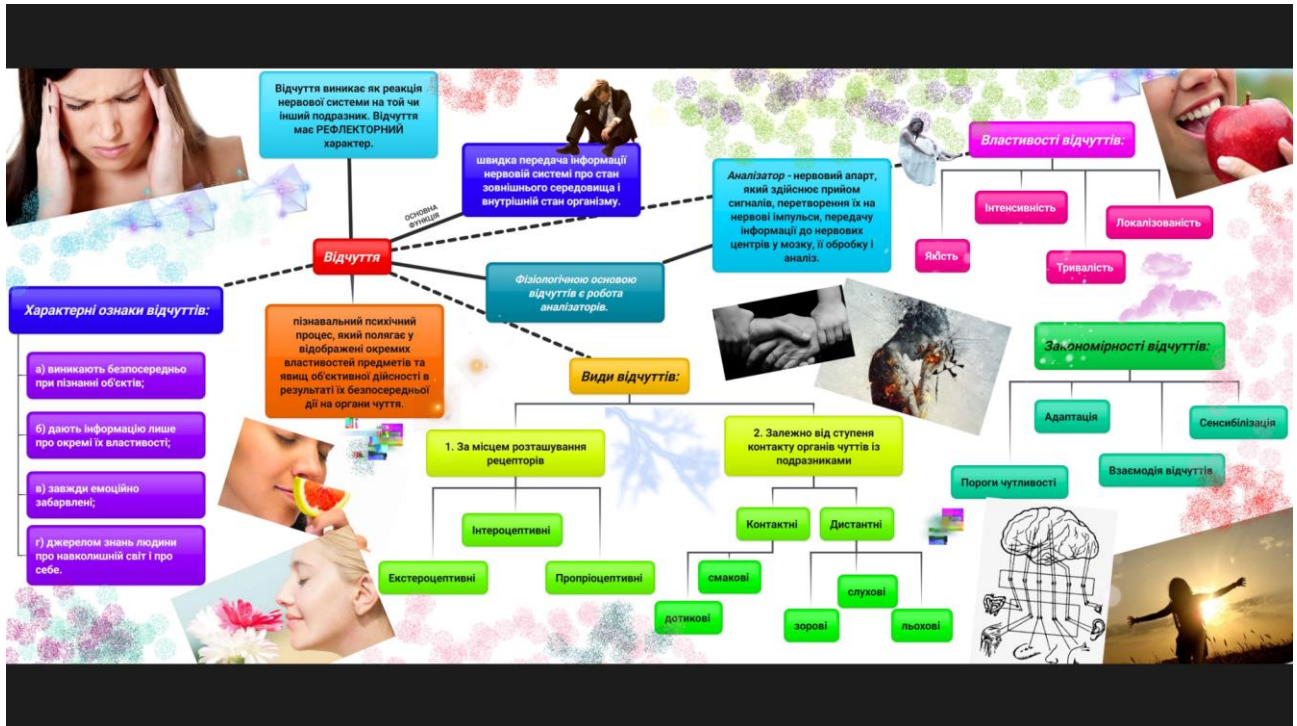 Відчуття виникає як реакція
нервової системи на той чи
інший подразник. Відчуття
має РЕФЛЕКТОРНИЙ
характер.
швидка передача інформації
нервовій системі про стан
зовнішнього середовища і
внутрішній стан організму.
ОСНОВНА
ФУНКЦІЯ
Відчуття
Фізіологічною основою
відчуттів є робота
аналізаторів.
Аналізатор - нервовий апарт,
який здійснює прийом
сигналів, перетворення їх на
нервові імпульси, передачу
інформації до нервових
центрів у мозку, її обробку і
аналіз.
Властивості відчуттів:
Інтенсивність
Локалізованість
Якість
Тривалість
Характерні ознаки відчуттів:
а) виникають безпосередньо
при пізнанні об'єктів;
б) дають інформацію лише
про окремі їх властивості;
в) завжди емоційно
забарвлені;
г) джерелом знань людини
про навколишній світ і про
себе.
пізнавальний психічний
процес, який полягає у
відображені окремих
властивостей предметів та
явищ об'єктивної дійсності в
результаті їх безпосередньої
дії на органи чуття.
Види відчуттів:
1. За місцем розташування
рецепторів
Інтероцептивні
Екстероцептивні
Пропріоцептивні
2. Залежно від ступеня
контакту органів чуттів із
подразниками
Контактні
Дистантні
смакові
дотикові
слухові
зорові
льохові
Закономірності відчуттів:
Адаптація
Сенсибілізація
Пороги чутливості
Взаємодія відчуттів